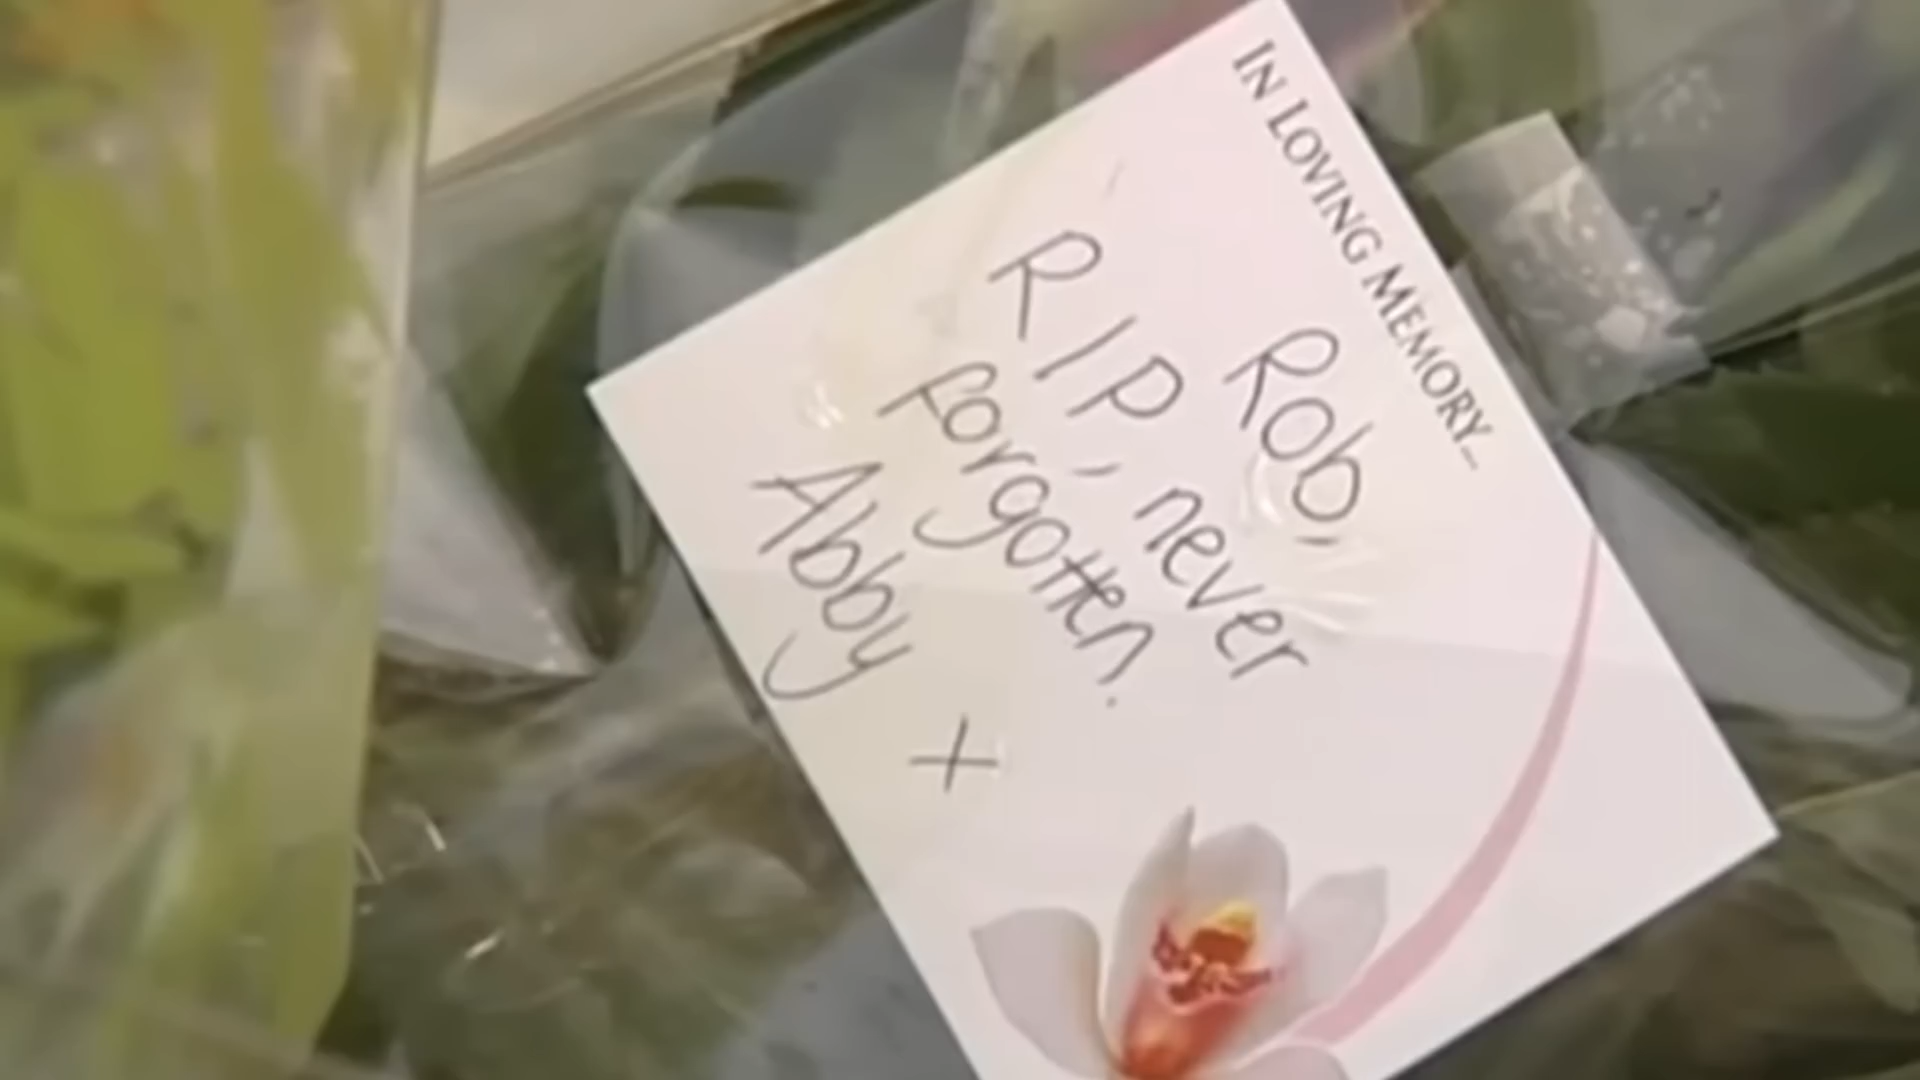 IN LOVING MEMORY...
Rob,
RIP, never
forgotten.
Abby
x